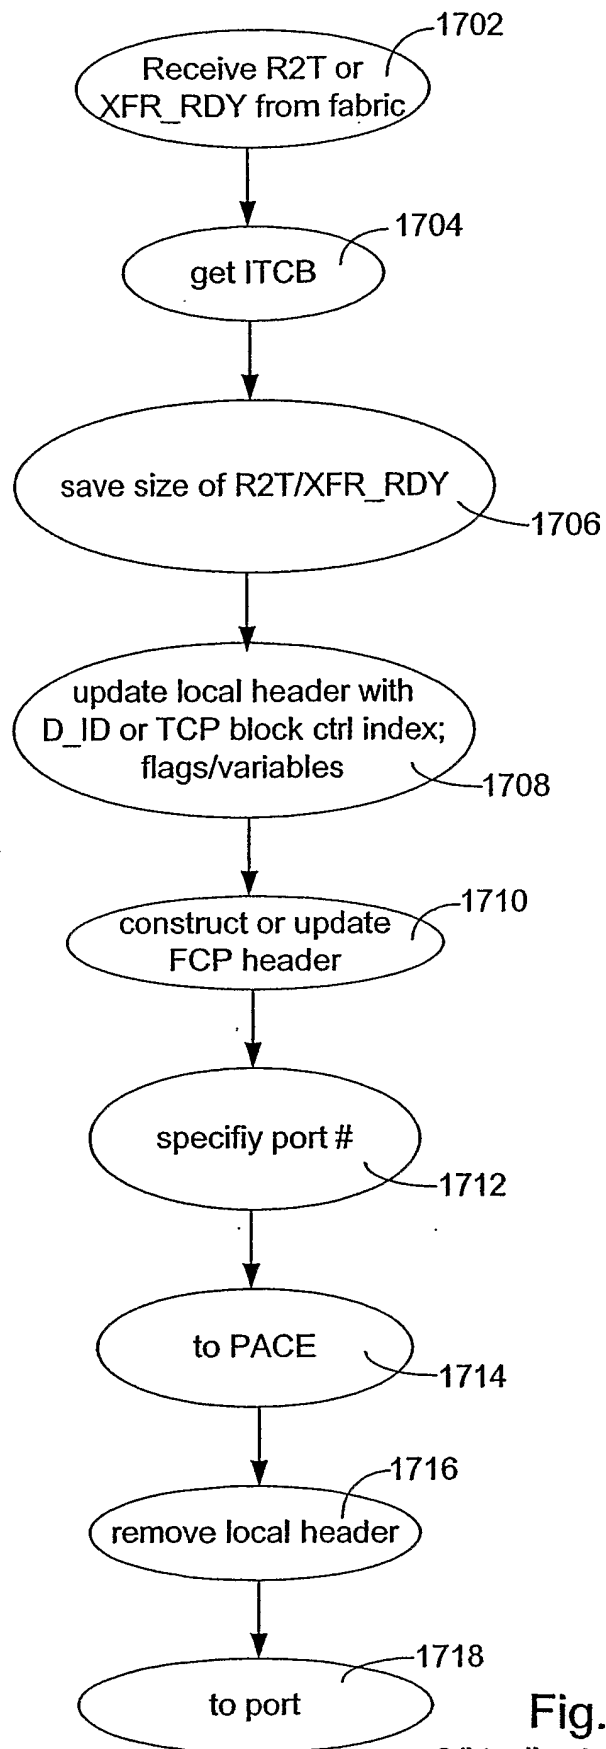 1702
Receive R2T or
XFR_RDY from fabric
1704
get ITCB
save size of R2T/XFR_RDY
1706
update local header with
D_ID or TCP block ctrl index;
flags/variables
1708
1710
construct or update
FCP header
specifiy port #
1712
to PACE
1714
1716
remove local header
1718
to port
Fig.